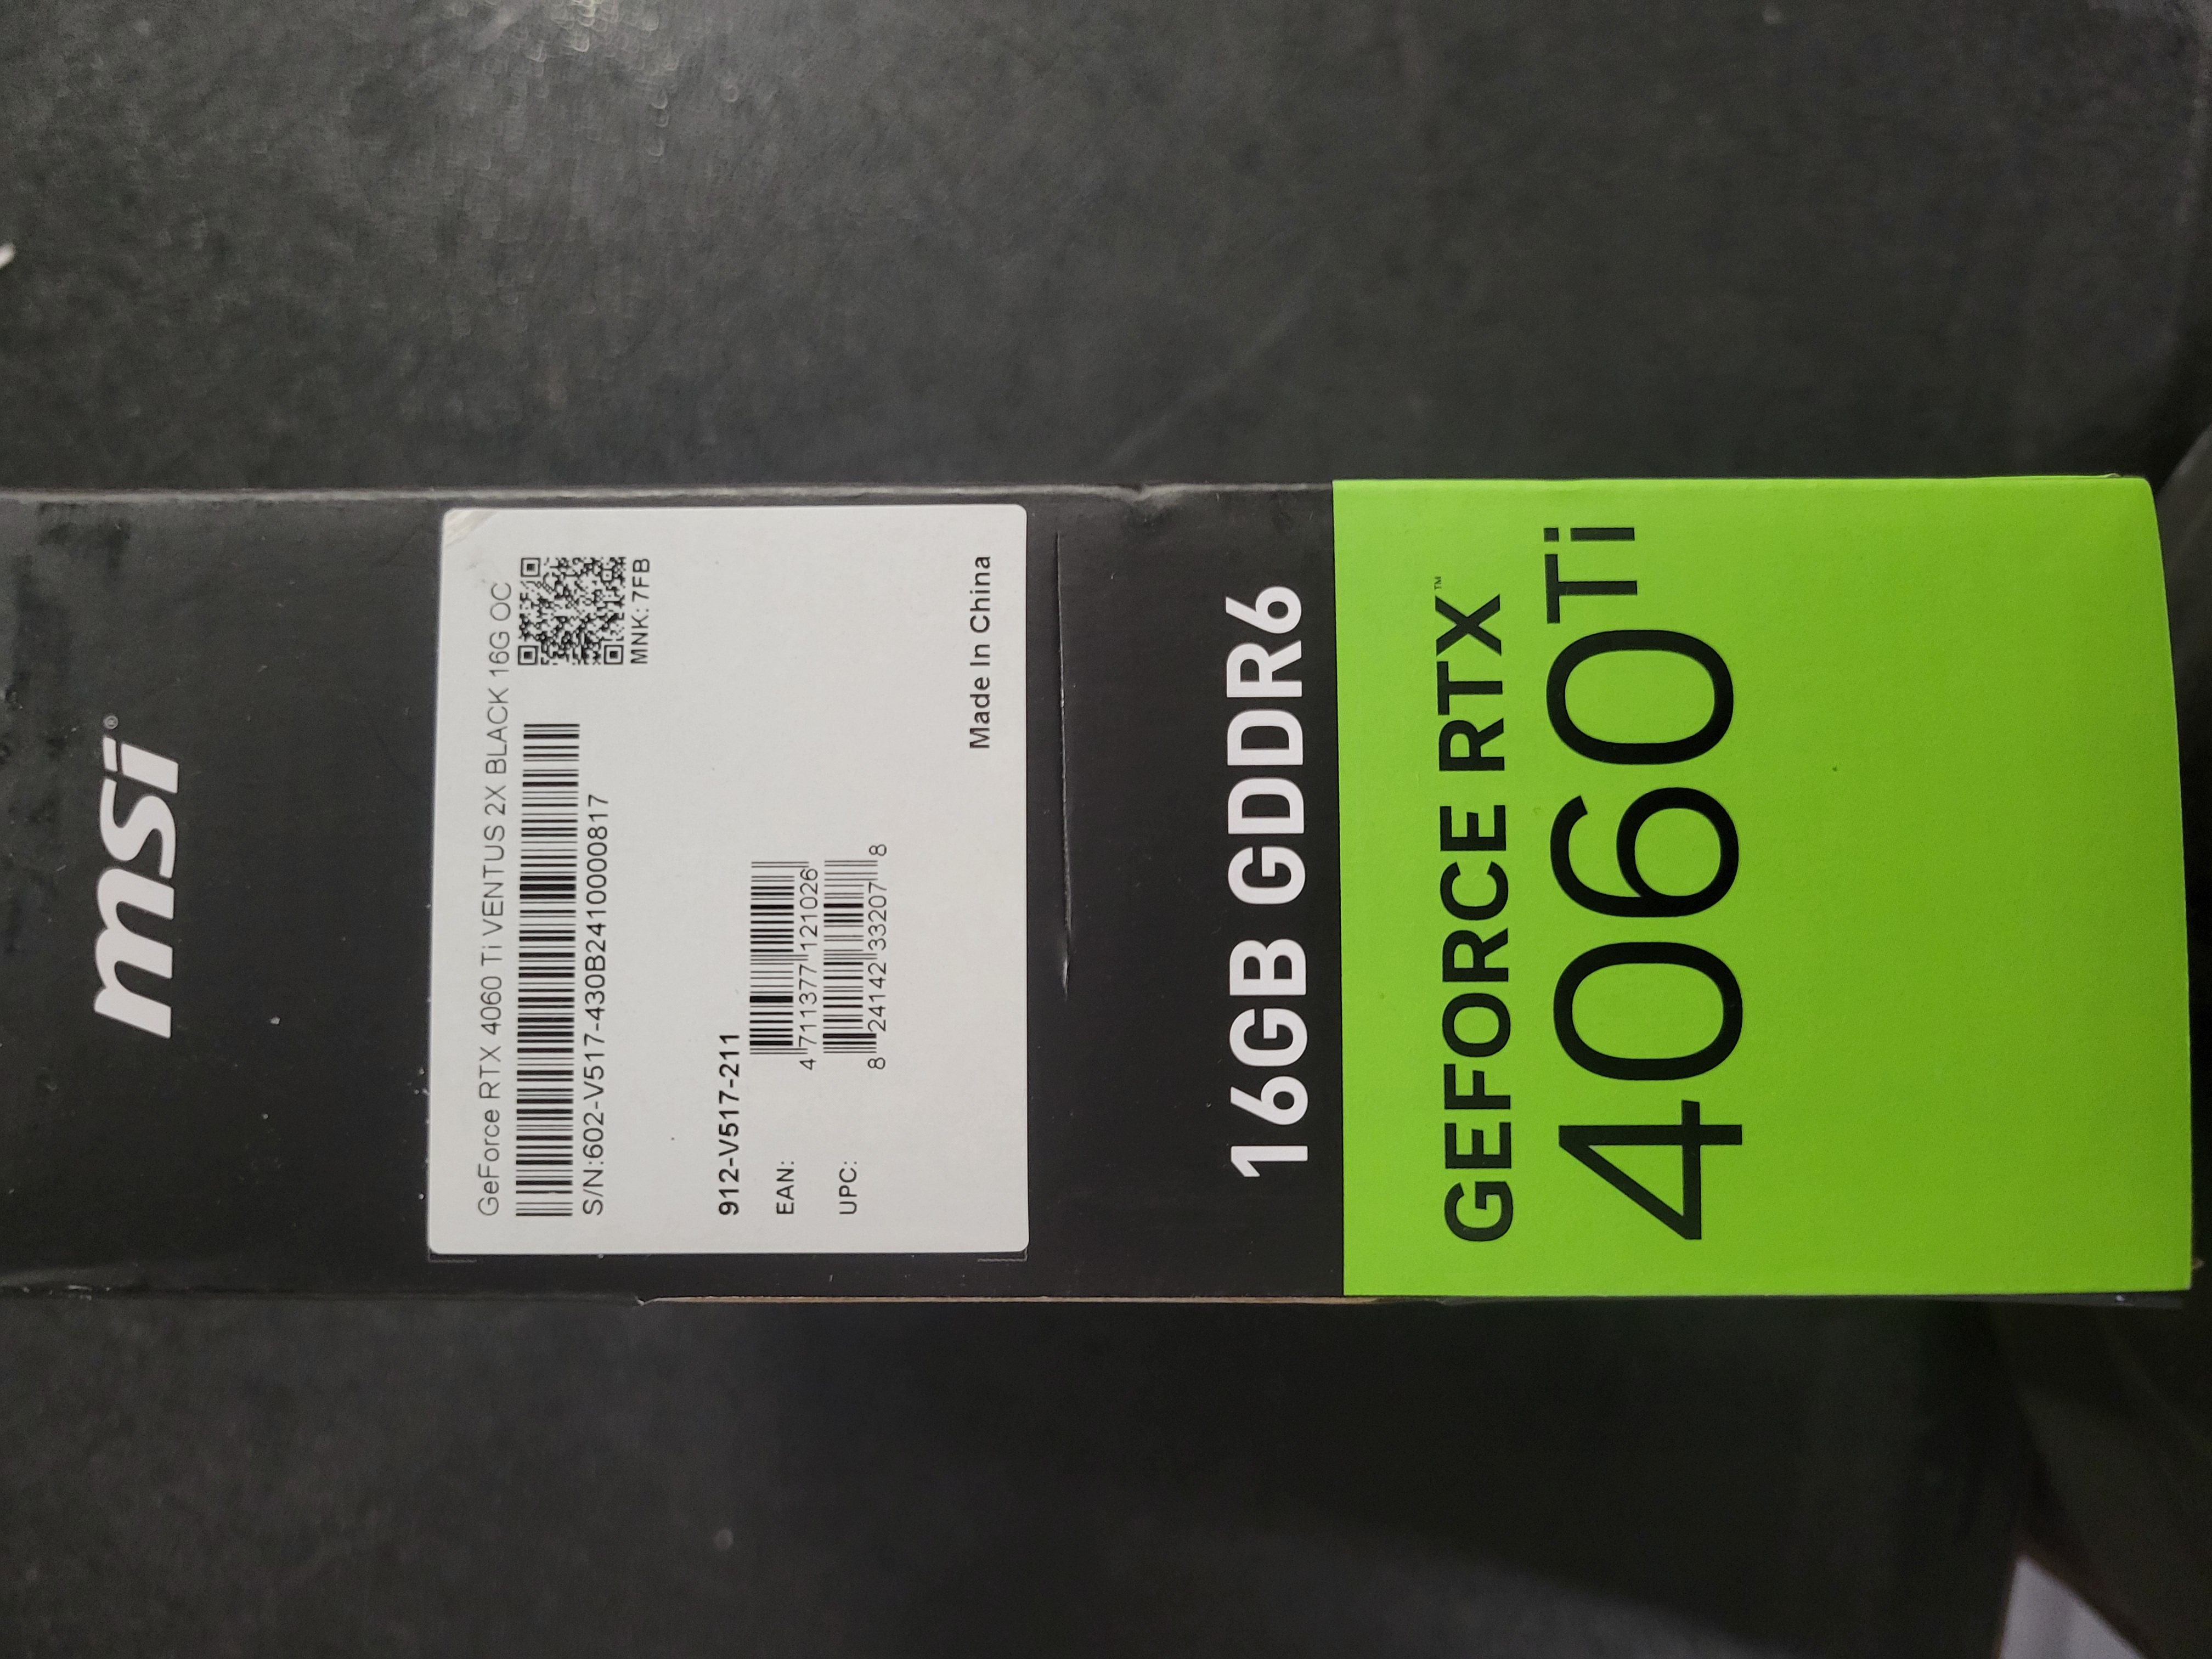 msi®
GeForce RTX 4060 Ti VENTUS 2X BLACK 16G OC
S/N:602-V517-430B2410000817
MNK: 7FB
912-V517-211
EAN:
4 711377 121026
UPC:
8 24142 33207 8
Made In China
16GB GDDR6
GEFORCE RTX™
4060Ti